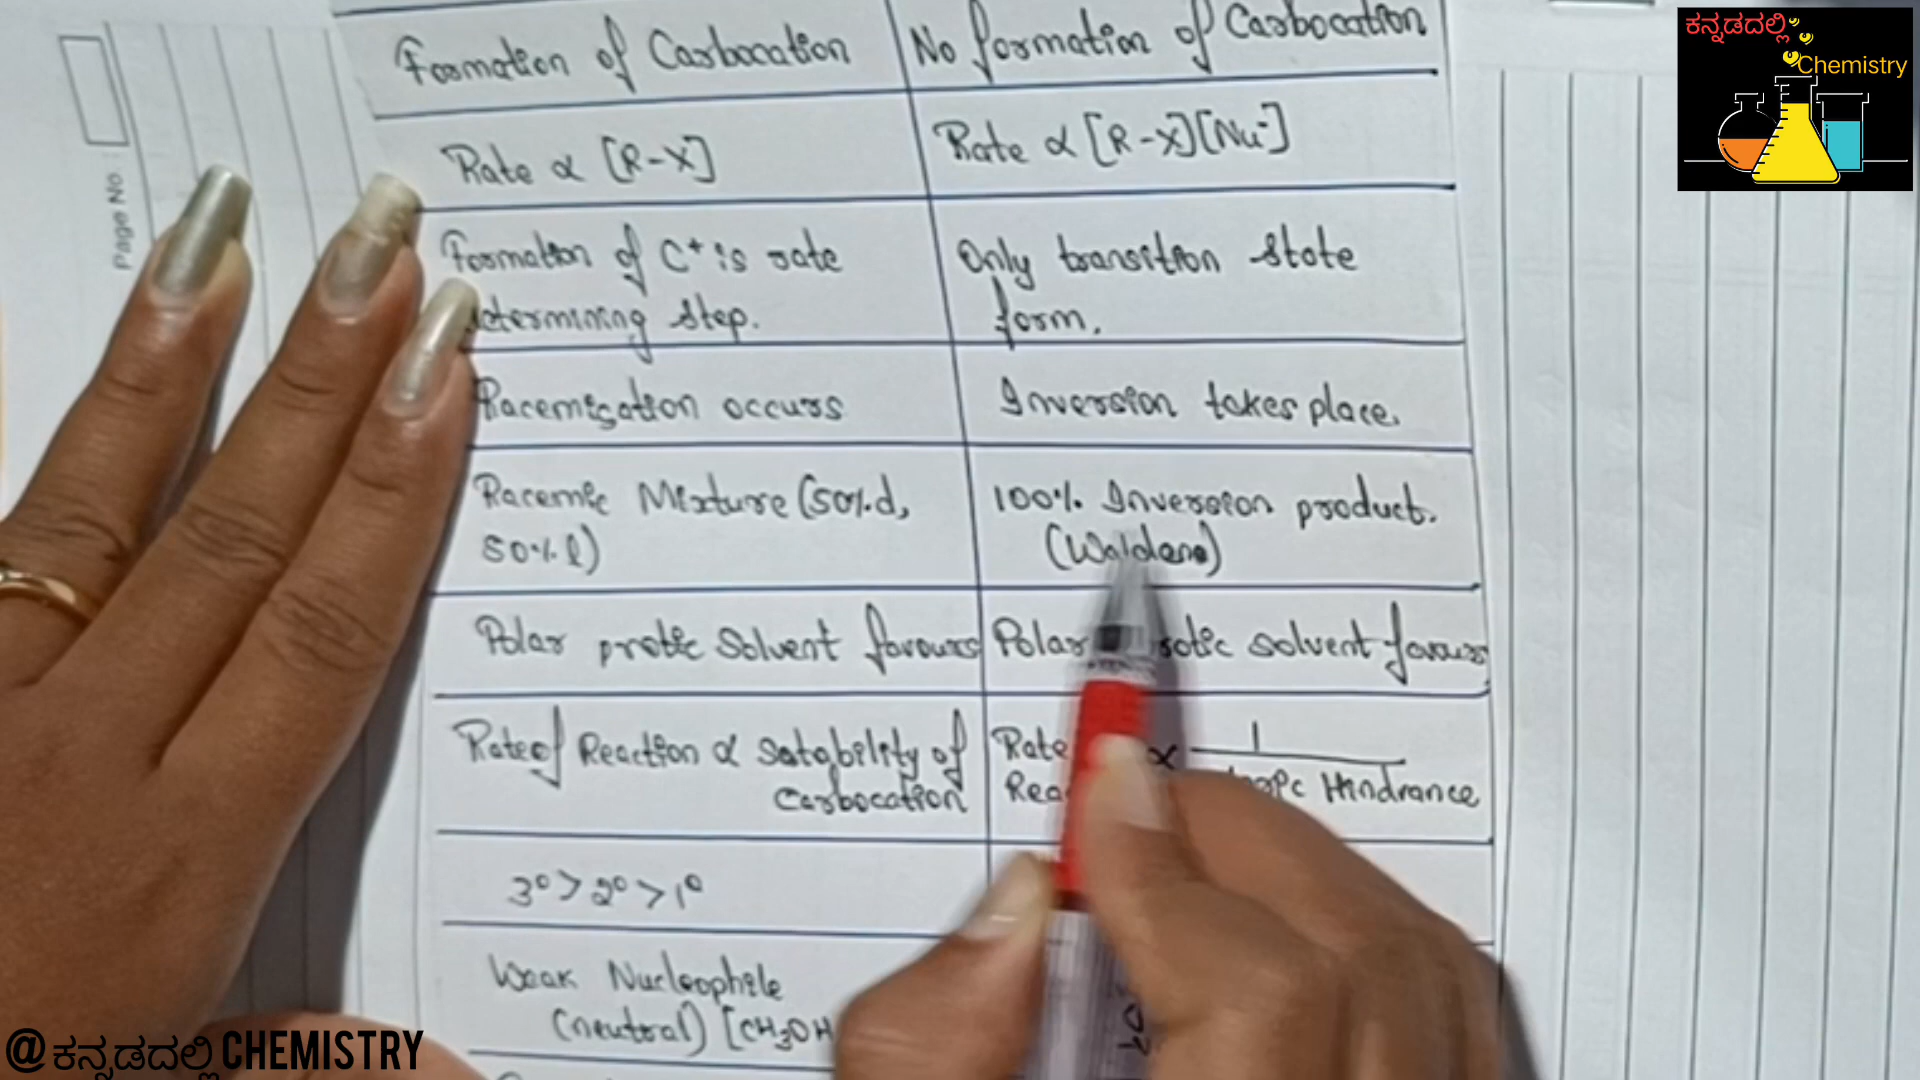 Formation of Carbocation
No formation of Carbocation
Rate ∝ [R-X]
Rate ∝ [R-X][Nu⁻]
Formation of C⁺ is rate
determining step.
Only transition state
form.
Racemisation occurs
Inversion takes place.
Racemic Mixture (50% d,
50% l)
100% Inversion product.
(Waldene)
Polar protic Solvent favours
Polar solvent favours
Rate of Reaction ∝ Satability of
Carbocation
Rate ∝ 1
Hindrance
3° > 2° > 1°
Weak Nucleophile
(neutral) [CH₃OH
Page No.
ಕನ್ನಡದಲ್ಲಿ
Chemistry
@ಕನ್ನಡದಲ್ಲಿ CHEMISTRY